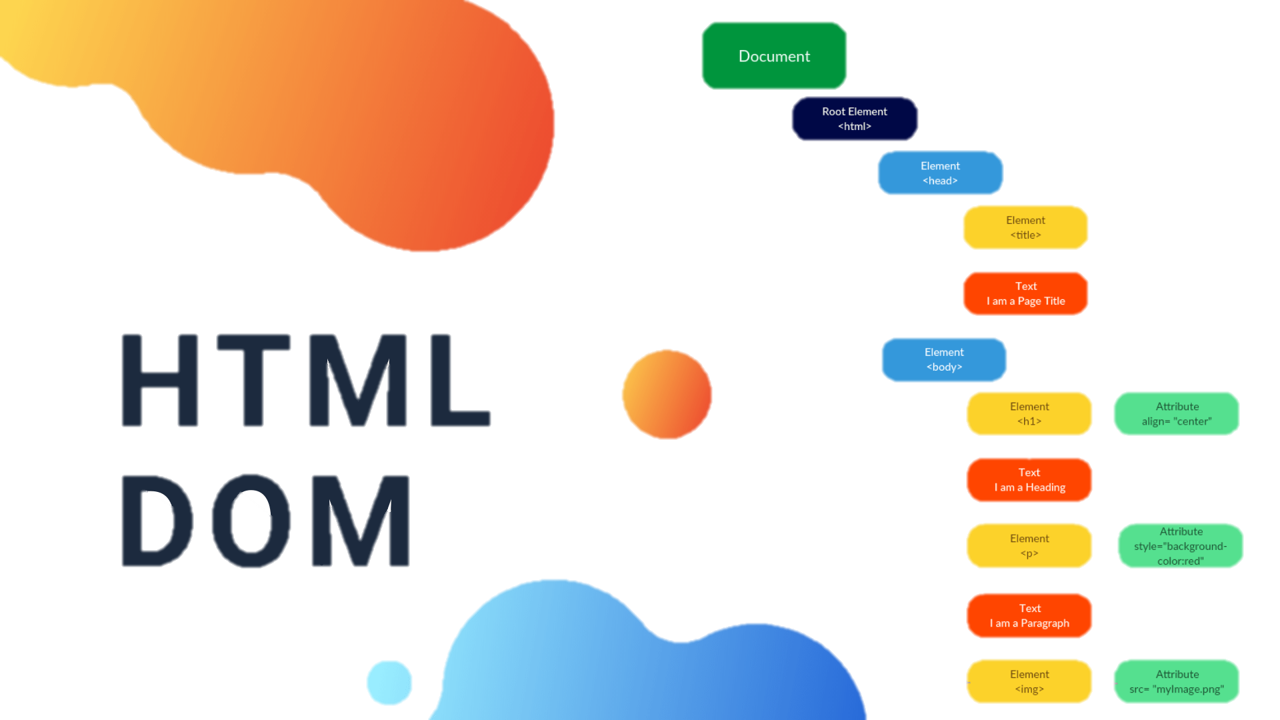 HTML
DOM
Document
Root Element
<html>
Element
<head>
Element
<title>
Text
I am a Page Title
Element
<body>
Element
<h1>
Attribute
align= "center"
Text
I am a Heading
Element
<p>
Attribute
style="background-
color:red"
Text
I am a Paragraph
Element
<img>
Attribute
src= "myImage.png"